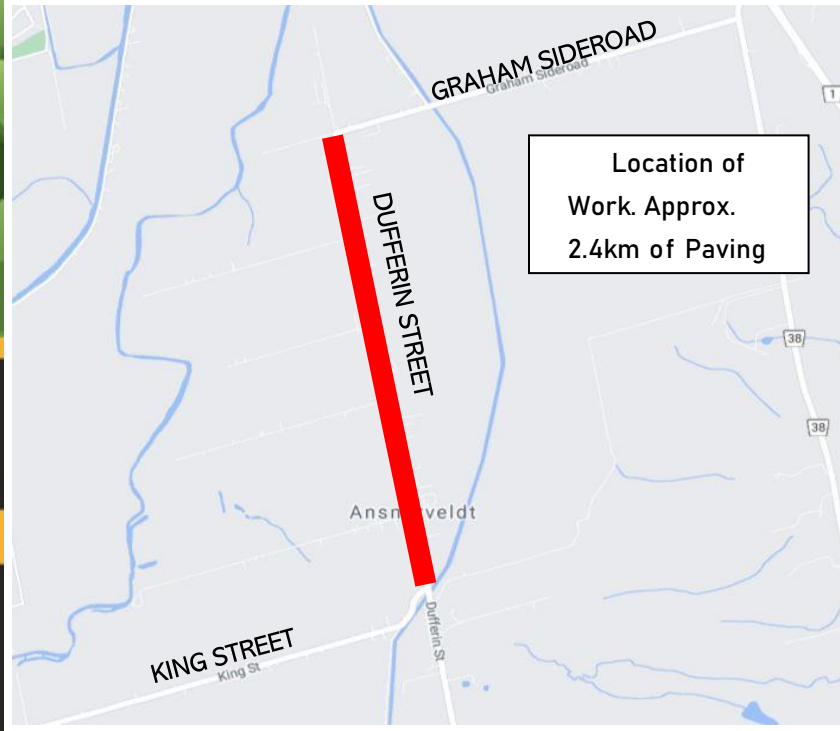 GRAHAM SIDEROAD
Graham Sideroad
1
Location of
Work. Approx.
2.4km of Paving
DUFFERIN STREET
38
38
KING STREET
King St
Dufferin St